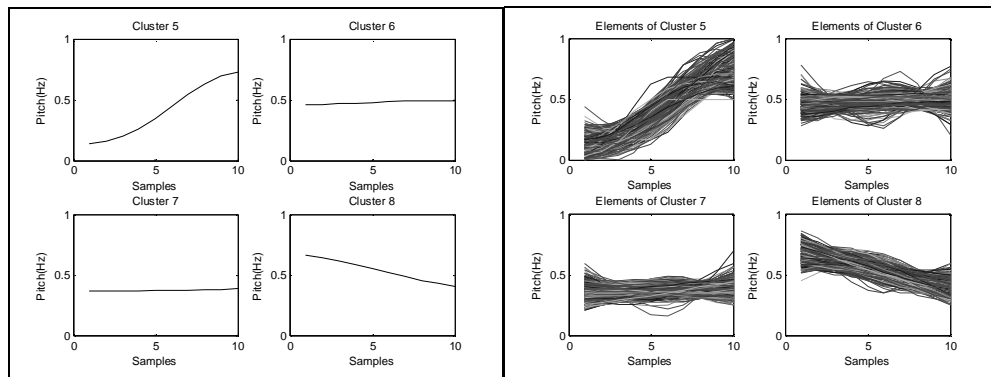 Cluster 5
1
0.5
0
0
5
10
Pitch(Hz)
Samples
Cluster 6
1
0.5
0
0
5
10
Pitch(Hz)
Samples
Cluster 7
1
0.5
0
0
5
10
Pitch(Hz)
Samples
Cluster 8
1
0.5
0
0
5
10
Pitch(Hz)
Samples
Elements of Cluster 5
1
0.5
0
0
5
10
Pitch(Hz)
Samples
Elements of Cluster 6
1
0.5
0
0
5
10
Pitch(Hz)
Samples
Elements of Cluster 7
1
0.5
0
0
5
10
Pitch(Hz)
Samples
Elements of Cluster 8
1
0.5
0
0
5
10
Pitch(Hz)
Samples